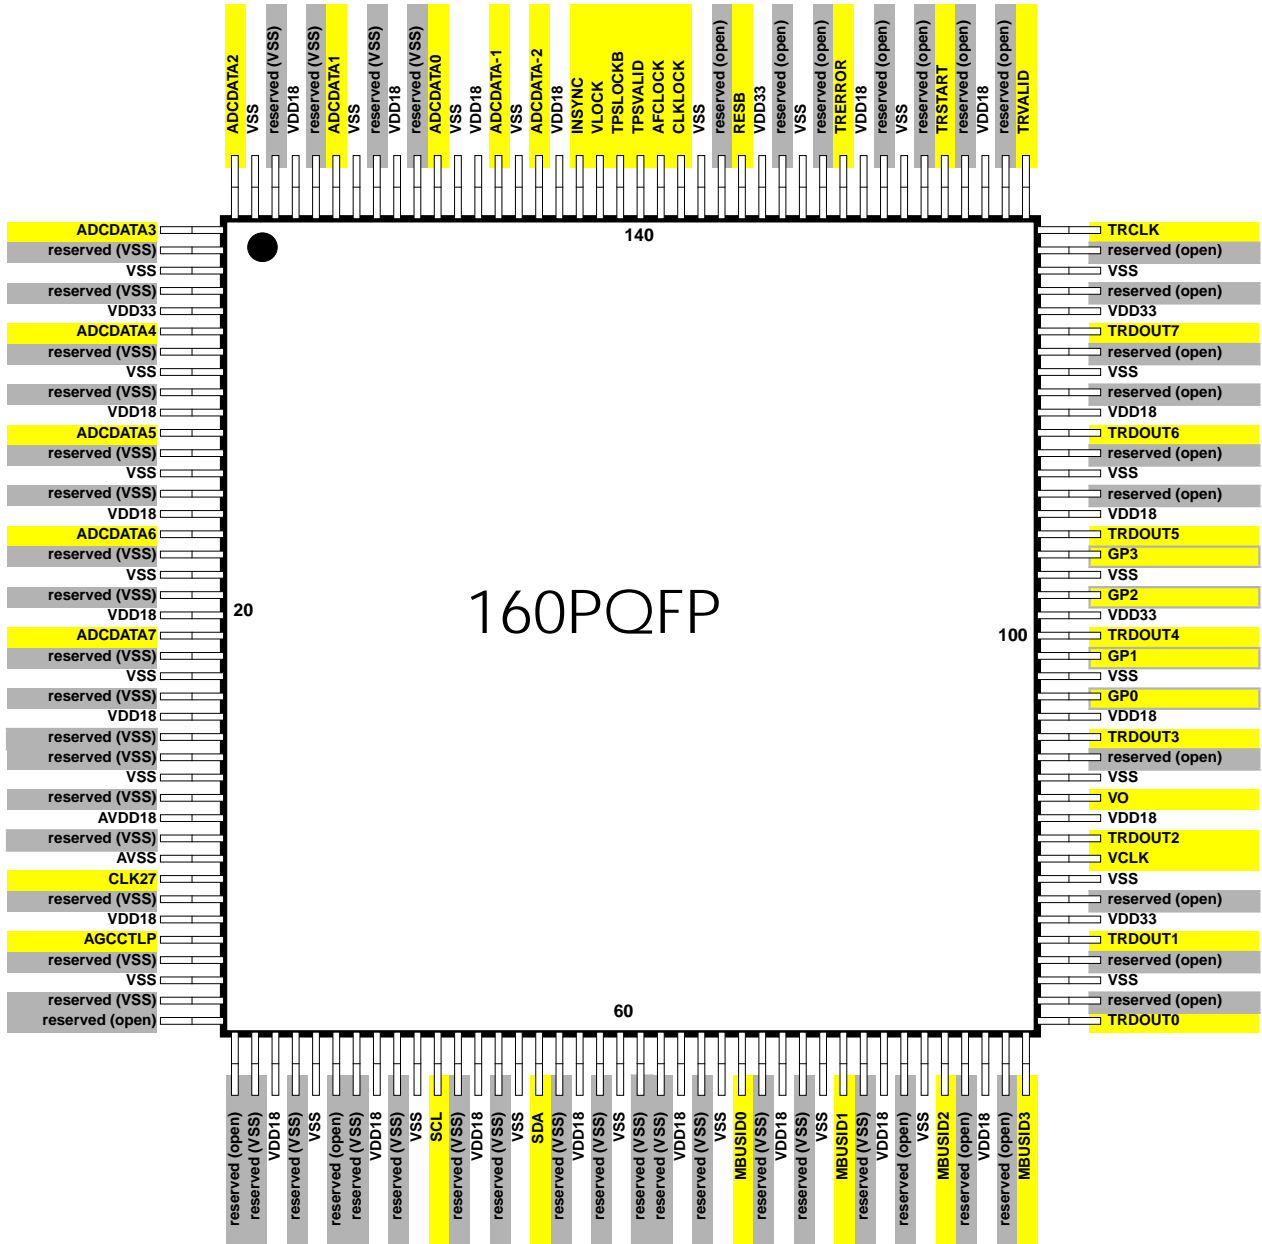 ADCDATA2
VSS
reserved (VSS)
VDD18
reserved (VSS)
ADCDATA1
VSS
reserved (VSS)
VDD18
reserved (VSS)
ADCDATA0
VSS
VDD18
ADCDATA-1
VSS
ADCDATA-2
VDD18
INSYNC
VLOCK
TPSLOCKB
TPSVALID
AFCLOCK
CLKLOCK
VSS
reserved (open)
RESB
VDD33
reserved (open)
VSS
reserved (open)
TRERROR
VDD18
reserved (open)
VSS
reserved (open)
TRSTART
reserved (open)
VDD18
reserved (open)
TRVALID
ADCDATA3
reserved (VSS)
VSS
reserved (VSS)
VDD33
ADCDATA4
reserved (VSS)
VSS
reserved (VSS)
VDD18
ADCDATA5
reserved (VSS)
VSS
reserved (VSS)
VDD18
ADCDATA6
reserved (VSS)
VSS
reserved (VSS)
VDD18
ADCDATA7
reserved (VSS)
VSS
reserved (VSS)
VDD18
reserved (VSS)
reserved (VSS)
VSS
reserved (VSS)
AVDD18
reserved (VSS)
AVSS
CLK27
reserved (VSS)
VDD18
AGCCTLP
reserved (VSS)
VSS
reserved (VSS)
reserved (open)
140
20
160PQFP
100
60
TRCLK
reserved (open)
VSS
reserved (open)
VDD33
TRDOUT7
reserved (open)
VSS
reserved (open)
VDD18
TRDOUT6
reserved (open)
VSS
reserved (open)
VDD18
TRDOUT5
GP3
VSS
GP2
VDD33
TRDOUT4
GP1
VSS
GP0
VDD18
TRDOUT3
reserved (open)
VSS
VO
VDD18
TRDOUT2
VCLK
VSS
reserved (open)
VDD33
TRDOUT1
reserved (open)
VSS
reserved (open)
TRDOUT0
reserved (open)
reserved (VSS)
VDD18
reserved (VSS)
VSS
reserved (open)
reserved (VSS)
VDD18
reserved (VSS)
VSS
SCL
reserved (VSS)
VDD18
reserved (VSS)
VSS
SDA
reserved (VSS)
VDD18
reserved (VSS)
VSS
reserved (VSS)
reserved (VSS)
VDD18
reserved (VSS)
VSS
MBUSID0
reserved (VSS)
VDD18
reserved (VSS)
VSS
MBUSID1
reserved (VSS)
VDD18
reserved (open)
VSS
MBUSID2
reserved (open)
VDD18
reserved (open)
MBUSID3